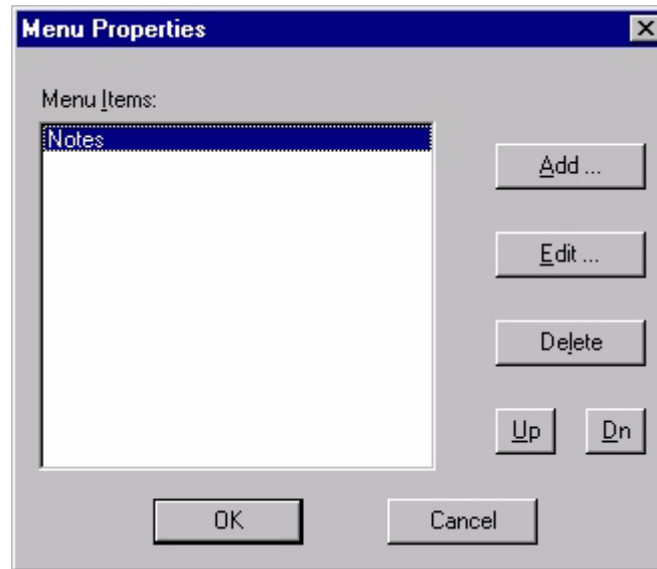 Menu Properties
Menu Items:
Notes
Add ...
Edit ...
Delete
Up Dn
OK Cancel